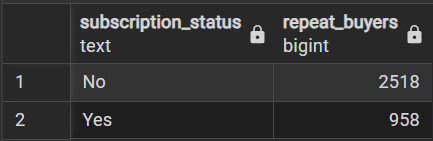 subscription_status repeat_buyers
text bigint
1 No 2518
2 Yes 958